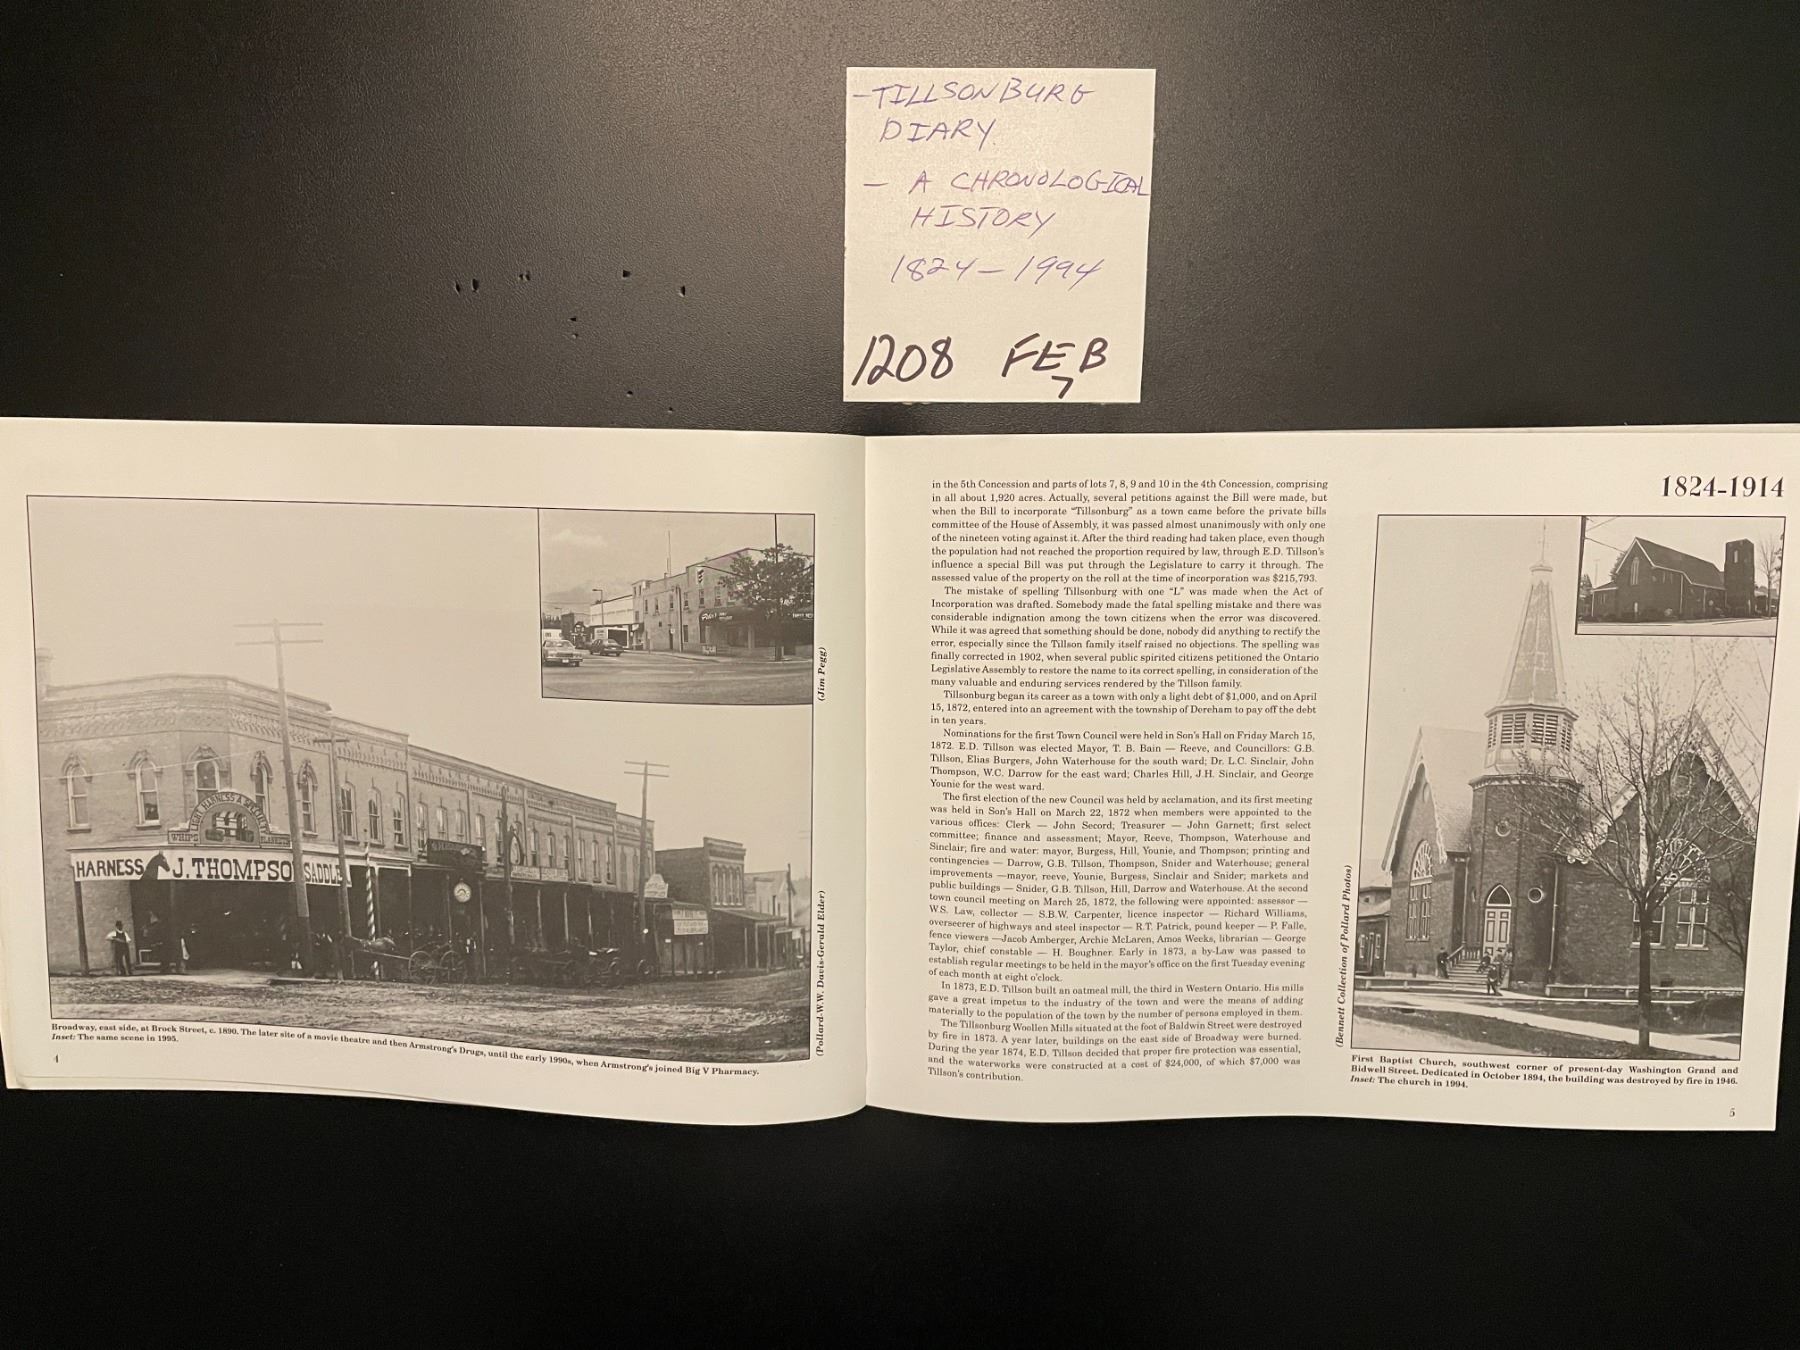 -TILLSONBURG
DIARY.
- A CHRONOLOGICAL
HISTORY
1824-1994
1208 FEB
7
HARNESS J. THOMPSO SADDLE
WHIPS
(Jim Pegg)
(Pollard-W.W. Davis-Gerald Elder)
Broadway, east side, at Brock Street, c. 1890. The later site of a movie theatre and then Armstrong's Drugs, until the early 1990s, when Armstrong's joined Big V Pharmacy.
Inset: The same scene in 1995.
4
in the 5th Concession and parts of lots 7, 8, 9 and 10 in the 4th Concession, comprising
in all about 1,920 acres. Actually, several petitions against the Bill were made, but
when the Bill to incorporate "Tillsonburg" as a town came before the private bills
committee of the House of Assembly, it was passed almost unanimously with only one
of the nineteen voting against it. After the third reading had taken place, even though
the population had not reached the proportion required by law, through E.D. Tillson's
influence a special Bill was put through the Legislature to carry it through. The
assessed value of the property on the roll at the time of incorporation was $215,793.
The mistake of spelling Tillsonburg with one "L" was made when the Act of
Incorporation was drafted. Somebody made the fatal spelling mistake and there was
considerable indignation among the town citizens when the error was discovered.
While it was agreed that something should be done, nobody did anything to rectify the
error, especially since the Tillson family itself raised no objections. The spelling was
finally corrected in 1902, when several public spirited citizens petitioned the Ontario
Legislative Assembly to restore the name to its correct spelling, in consideration of the
many valuable and enduring services rendered by the Tillson family.
Tillsonburg began its career as a town with only a light debt of $1,000, and on April
15, 1872, entered into an agreement with the township of Dereham to pay off the debt
in ten years.
Nominations for the first Town Council were held in Son's Hall on Friday March 15,
1872. E.D. Tillson was elected Mayor, T. B. Bain — Reeve, and Councillors: G.B.
Tillson, Elias Burgers, John Waterhouse for the south ward; Dr. L.C. Sinclair, John
Thompson, W.C. Darrow for the east ward; Charles Hill, J.H. Sinclair, and George
Younie for the west ward.
The first election of the new Council was held by acclamation, and its first meeting
was held in Son's Hall on March 22, 1872 when members were appointed to the
various offices: Clerk — John Secord; Treasurer — John Garnett; first select
committee; finance and assessment; Mayor, Reeve, Thompson, Waterhouse and
Sinclair; fire and water: mayor, Burgess, Hill, Younie, and Thompson; printing and
contingencies — Darrow, G.B. Tillson, Thompson, Snider and Waterhouse; general
improvements —mayor, reeve, Younie, Burgess, Sinclair and Snider; markets and
public buildings — Snider, G.B. Tillson, Hill, Darrow and Waterhouse. At the second
town council meeting on March 25, 1872, the following were appointed: assessor —
W.S. Law, collector — S.B.W. Carpenter, licence inspector — Richard Williams,
overseerer of highways and steel inspector — R.T. Patrick, pound keeper — P. Falle,
fence viewers —Jacob Amberger, Archie McLaren, Amos Weeks, librarian — George
Taylor, chief constable — H. Boughner. Early in 1873, a by-Law was passed to
establish regular meetings to be held in the mayor's office on the first Tuesday evening
of each month at eight o'clock.
In 1873, E.D. Tillson built an oatmeal mill, the third in Western Ontario. His mills
gave a great impetus to the industry of the town and were the means of adding
materially to the population of the town by the number of persons employed in them.
The Tillsonburg Woollen Mills situated at the foot of Baldwin Street were destroyed
by fire in 1873. A year later, buildings on the east side of Broadway were burned.
During the year 1874, E.D. Tillson decided that proper fire protection was essential,
and the waterworks were constructed at a cost of $24,000, of which $7,000 was
Tillson's contribution.
1824-1914
(Bennett Collection of Pollard Photos)
First Baptist Church, southwest corner of present-day Washington Grand and
Bidwell Street. Dedicated in October 1894, the building was destroyed by fire in 1946.
Inset: The church in 1994.
5